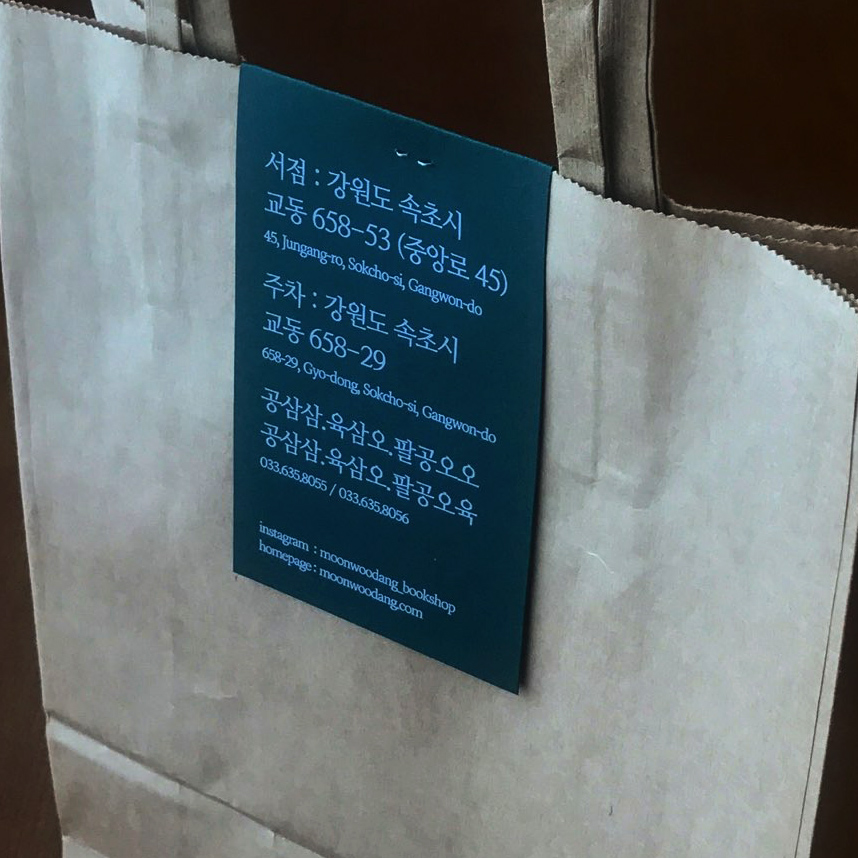 서점 : 강원도 속초시
교동 658-53 (중앙로 45)
45, Jungang-ro, Sokcho-si, Gangwon-do
주차 : 강원도 속초시
교동 658-29
658-29, Gyo-dong, Sokcho-si, Gangwon-do
공삼삼.육삼오.팔공오오
공삼삼.육삼오.팔공오육
033.635.8055 / 033.635.8056
instagram : moonwoodang_bookshop
homepage : moonwoodang.com